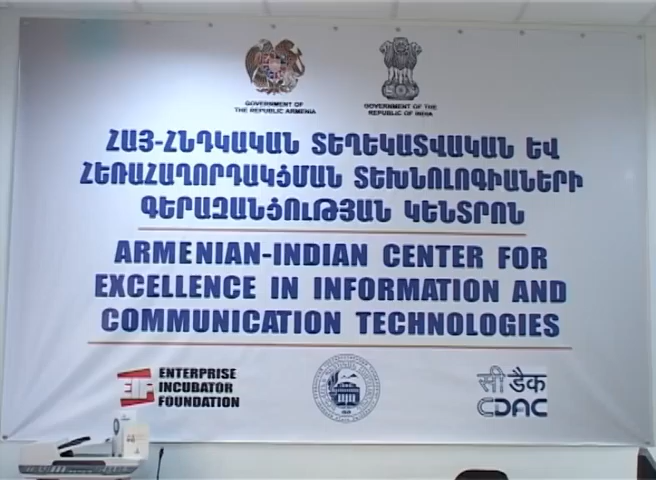 GOVERNMENT OF
THE REPUBLIC ARMENIA
GOVERNMENT OF THE
REPUBLIC OF INDIA
ՀԱՅ-ՀՆԴԿԱԿԱՆ ՏԵՂԵԿԱՏՎԱԿԱՆ ԵՎ
ՀԵՌԱՀԱՂՈՐԴԱԿՑՄԱՆ ՏԵԽՆՈԼՈԳԻԱՆԵՐԻ
ԳԵՐԱԶԱՆՑՈՒԹՅԱՆ ԿԵՆՏՐՈՆ
ARMENIAN-INDIAN CENTER FOR
EXCELLENCE IN INFORMATION AND
COMMUNICATION TECHNOLOGIES
ENTERPRISE
INCUBATOR
FOUNDATION
सी डैक
CDAC